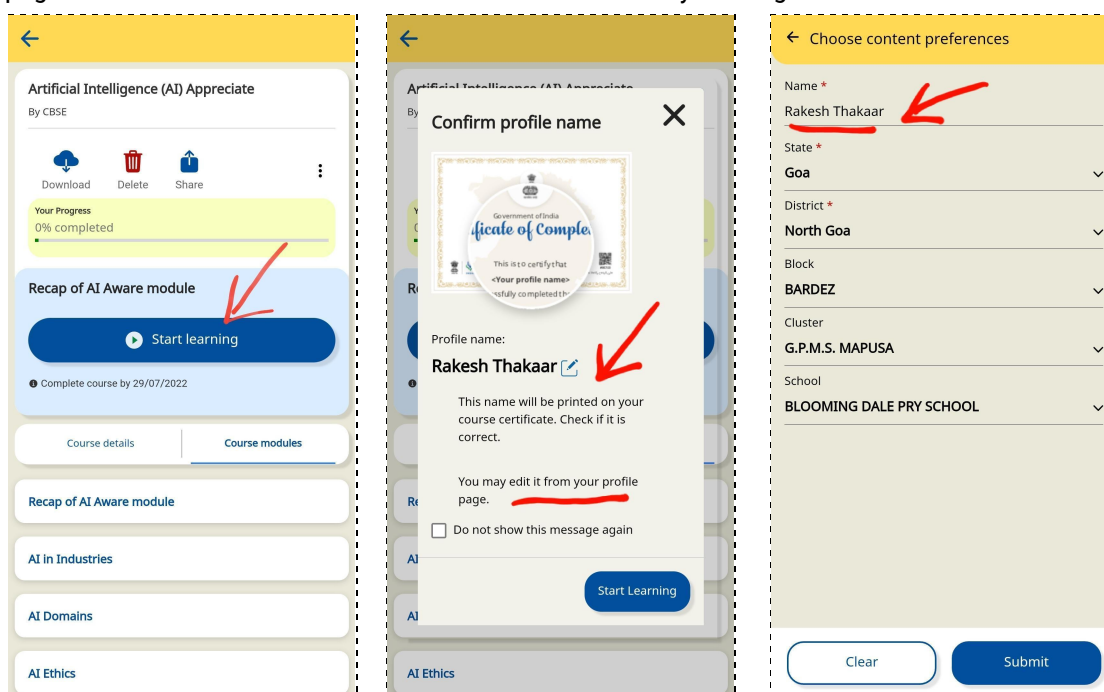 Artificial Intelligence (AI) Appreciate
By CBSE
Download Delete Share
Your Progress
0% completed
Recap of AI Aware module
Start learning
Complete course by 29/07/2022
Course details Course modules
Recap of AI Aware module
AI in Industries
AI Domains
AI Ethics
Confirm profile name
Government of India
ificate of Comple
This is to certify that
<Your profile name>
ssfully completed th
Profile name:
Rakesh Thakaar
This name will be printed on your
course certificate. Check if it is
correct.
You may edit it from your profile
page.
Do not show this message again
Start Learning
AI Ethics
Choose content preferences
Name *
Rakesh Thakaar
State *
Goa
District *
North Goa
Block
BARDEZ
Cluster
G.P.M.S. MAPUSA
School
BLOOMING DALE PRY SCHOOL
Clear Submit